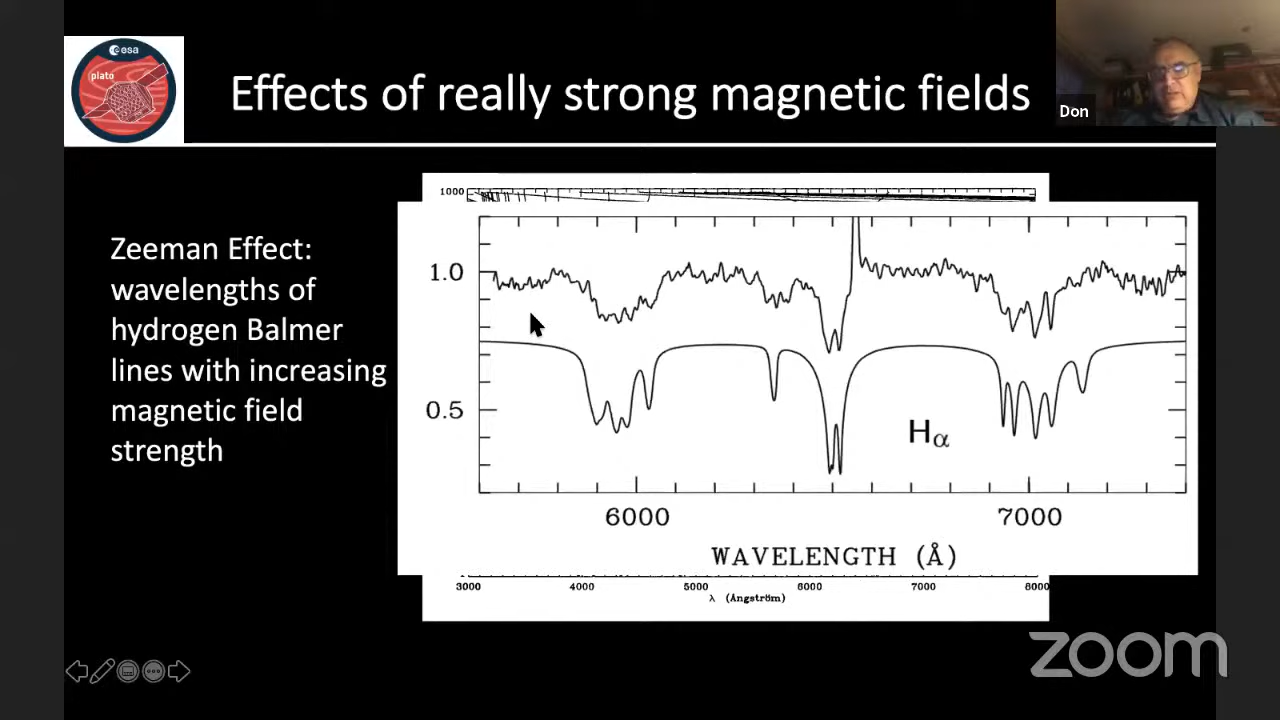 esa
plato
Effects of really strong magnetic fields
Don
Zeeman Effect:
wavelengths of
hydrogen Balmer
lines with increasing
magnetic field
strength
1000
1.0
0.5
Hα
6000
7000
WAVELENGTH (Å)
3000
4000
5000
6000
7000
8000
λ (Ångström)
zoom